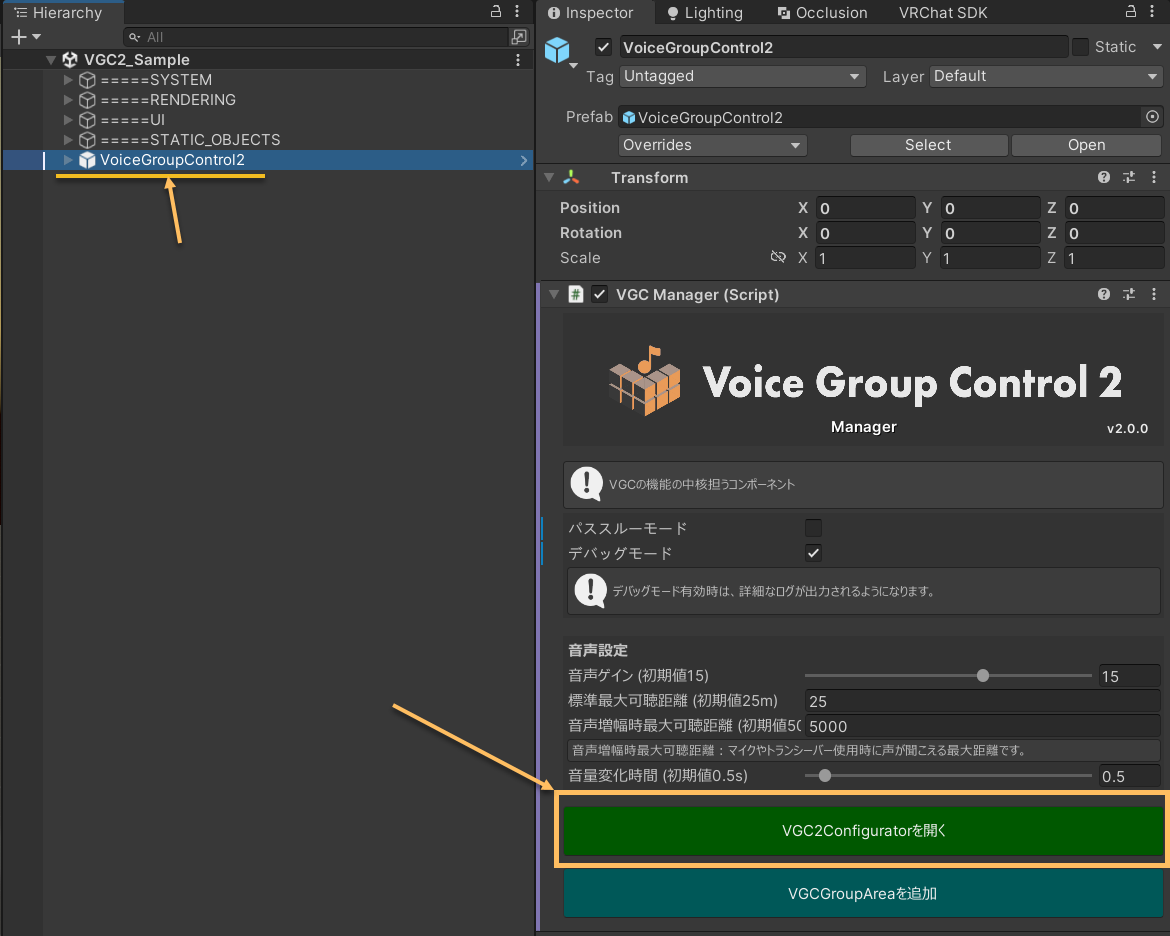 Hierarchy
All
VGC2_Sample
=====SYSTEM
=====RENDERING
=====UI
=====STATIC_OBJECTS
VoiceGroupControl2
Inspector Lighting Occlusion VRChat SDK
VoiceGroupControl2 Static
Tag Untagged Layer Default
Prefab VoiceGroupControl2
Overrides Select Open
Transform
Position X 0 Y 0 Z 0
Rotation X 0 Y 0 Z 0
Scale X 1 Y 1 Z 1
# VGC Manager (Script)
Voice Group Control 2
Manager
v2.0.0
VGCの機能の中核担うコンポーネント
パススルーモード
デバッグモード
デバッグモード有効時は、詳細なログが出力されるようになります。
音声設定
音声ゲイン (初期値15) 15
標準最大可聴距離 (初期値25m) 25
音声増幅時最大可聴距離 (初期値50 5000
音声増幅時最大可聴距離：マイクやトランシーバー使用時に声が聞こえる最大距離です。
音量変化時間 (初期値0.5s) 0.5
VGC2Configuratorを開く
VGCGroupAreaを追加